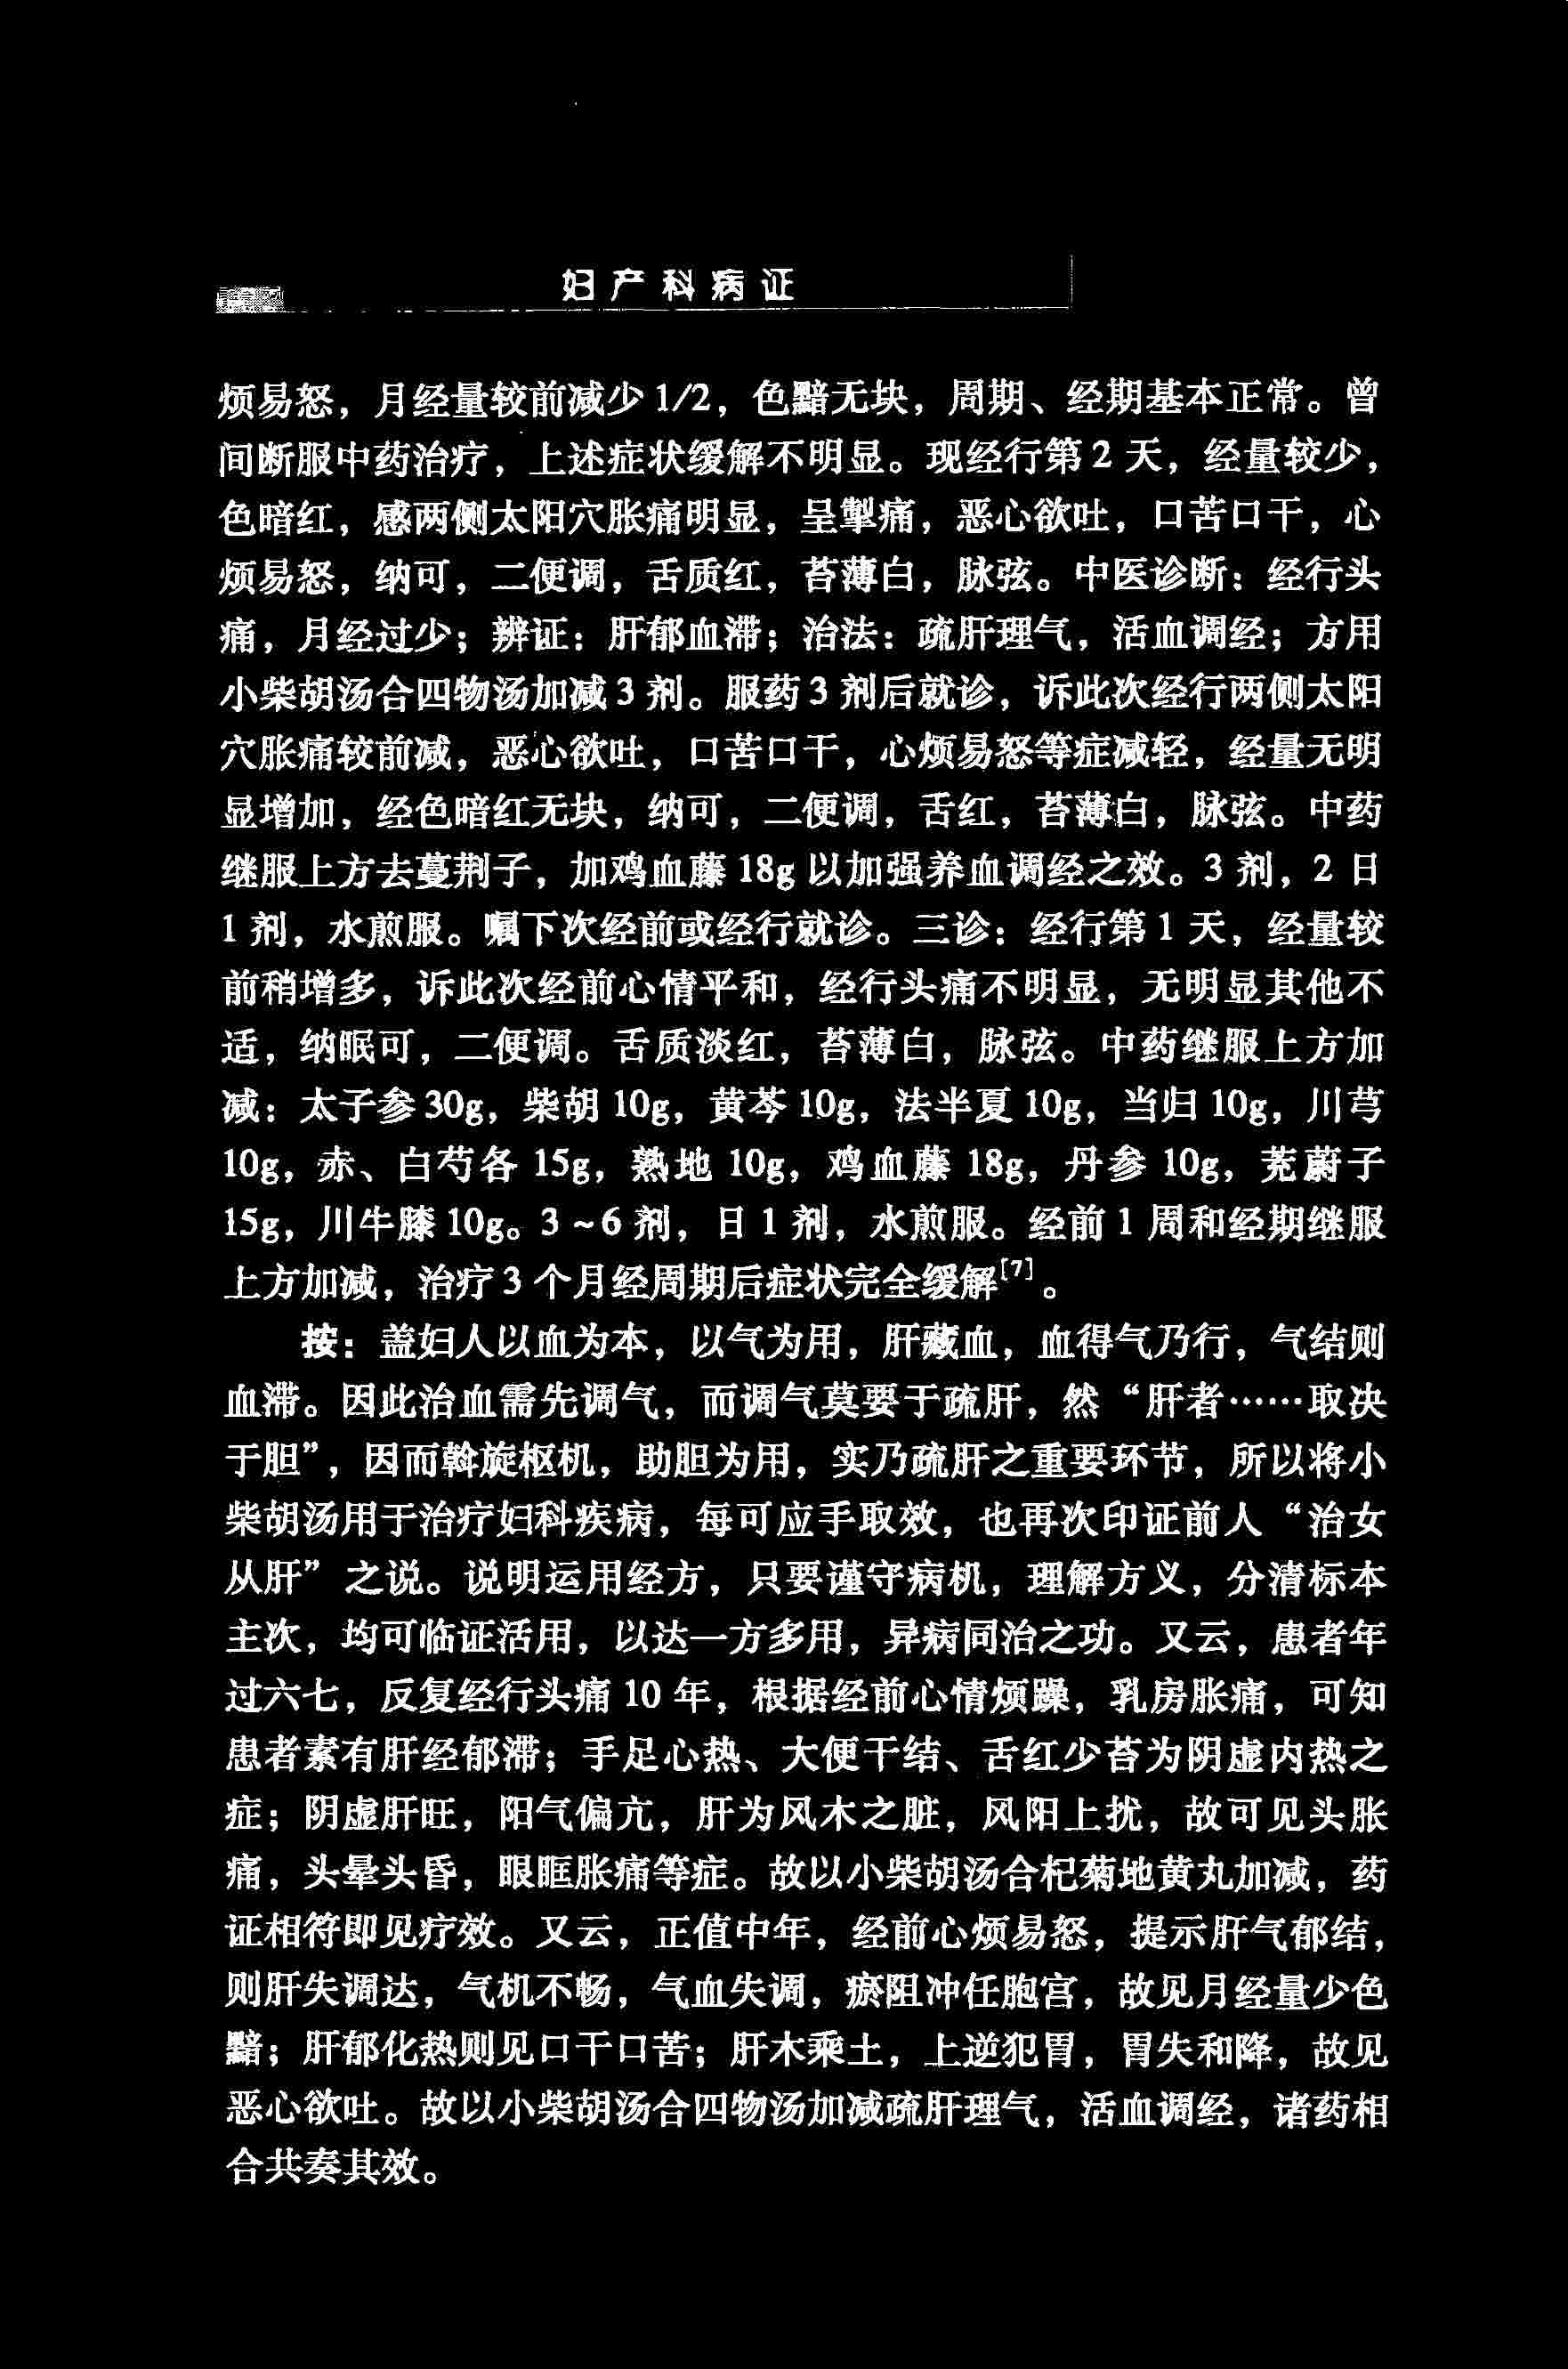 妇产科病证
烦易怒，月经量较前减少1/2，色黯无块，周期、经期基本正常。曾
间断服中药治疗，上述症状缓解不明显。现经行第2天，经量较少，
色暗红，感两侧太阳穴胀痛明显，呈掣痛，恶心欲吐，口苦口干，心
烦易怒，纳可，二便调，舌质红，苔薄白，脉弦。中医诊断：经行头
痛，月经过少；辨证：肝郁血滞；治法：疏肝理气，活血调经；方用
小柴胡汤合四物汤加减3剂。服药3剂后就诊，诉此次经行两侧太阳
穴胀痛较前减，恶心欲吐，口苦口干，心烦易怒等症减轻，经量无明
显增加，经色暗红无块，纳可，二便调，舌红，苔薄白，脉弦。中药
继服上方去蔓荆子，加鸡血藤18g以加强养血调经之效。3剂，2日
1剂，水煎服。嘱下次经前或经行就诊。三诊：经行第1天，经量较
前稍增多，诉此次经前心情平和，经行头痛不明显，无明显其他不
适，纳眠可，二便调。舌质淡红，苔薄白，脉弦。中药继服上方加
减：太子参30g，柴胡10g，黄芩10g，法半夏10g，当归10g，川芎
10g，赤、白芍各15g，熟地10g，鸡血藤18g，丹参10g，茺蔚子
15g，川牛膝10g。3~6剂，日1剂，水煎服。经前1周和经期继服
上方加减，治疗3个月经周期后症状完全缓解[7]。
按：盖妇人以血为本，以气为用，肝藏血，血得气乃行，气结则
血滞。因此治血需先调气，而调气莫要于疏肝，然“肝者……取决
于胆”，因而斡旋枢机，助胆为用，实乃疏肝之重要环节，所以将小
柴胡汤用于治疗妇科疾病，每可应手取效，也再次印证前人“治女
从肝”之说。说明运用经方，只要谨守病机，理解方义，分清标本
主次，均可临证活用，以达一方多用，异病同治之功。又云，患者年
过六七，反复经行头痛10年，根据经前心情烦躁，乳房胀痛，可知
患者素有肝经郁滞；手足心热、大便干结、舌红少苔为阴虚内热之
症；阴虚肝旺，阳气偏亢，肝为风木之脏，风阳上扰，故可见头胀
痛，头晕头昏，眼眶胀痛等症。故以小柴胡汤合杞菊地黄丸加减，药
证相符即见疗效。又云，正值中年，经前心烦易怒，提示肝气郁结，
则肝失调达，气机不畅，气血失调，瘀阻冲任胞宫，故见月经量少色
黯；肝郁化热则见口干口苦；肝木乘土，上逆犯胃，胃失和降，故见
恶心欲吐。故以小柴胡汤合四物汤加减疏肝理气，活血调经，诸药相
合共奏其效。